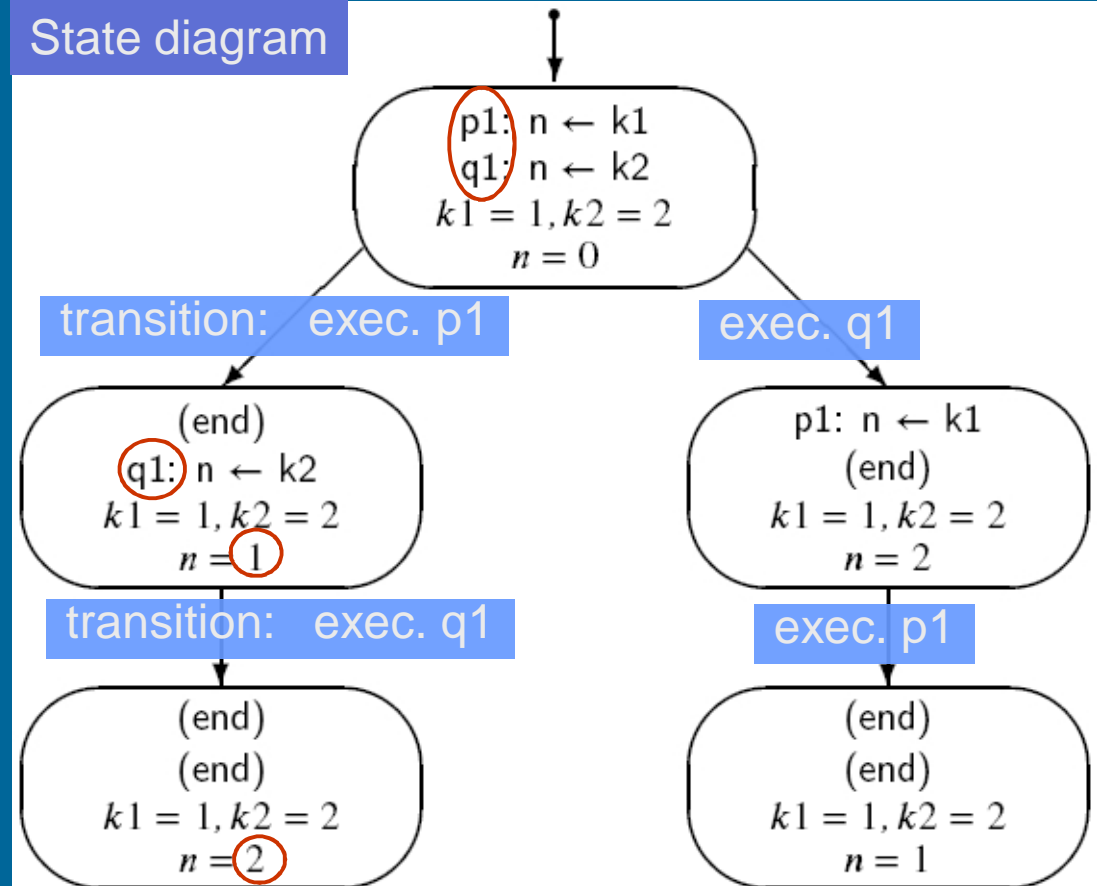 State diagram
p1: n ← k1
q1: n ← k2
k1 = 1, k2 = 2
n = 0
transition: exec. p1
exec. q1
(end)
q1: n ← k2
k1 = 1, k2 = 2
n = 1
p1: n ← k1
(end)
k1 = 1, k2 = 2
n = 2
transition: exec. q1
exec. p1
(end)
(end)
k1 = 1, k2 = 2
n = 2
(end)
(end)
k1 = 1, k2 = 2
n = 1